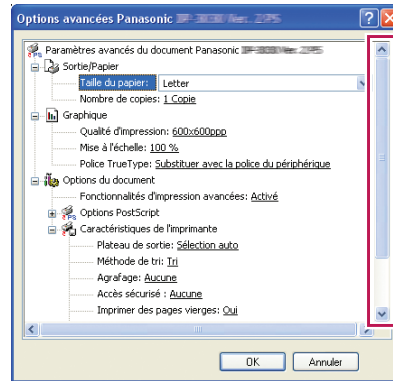 Options avancées Panasonic
Paramètres avancés du document Panasonic
Sortie/Papier
Taille du papier: Letter
Nombre de copies: 1 Copie
Graphique
Qualité d'impression: 600x600ppp
Mise à l'échelle: 100 %
Police TrueType: Substituer avec la police du périphérique
Options du document
Fonctionnalités d'impression avancées: Activé
Options PostScript
Caractéristiques de l'imprimante
Plateau de sortie: Sélection auto
Méthode de tri: Tri
Agrafage: Aucune
Accès sécurisé : Aucune
Imprimer des pages vierges: Oui
OK Annuler